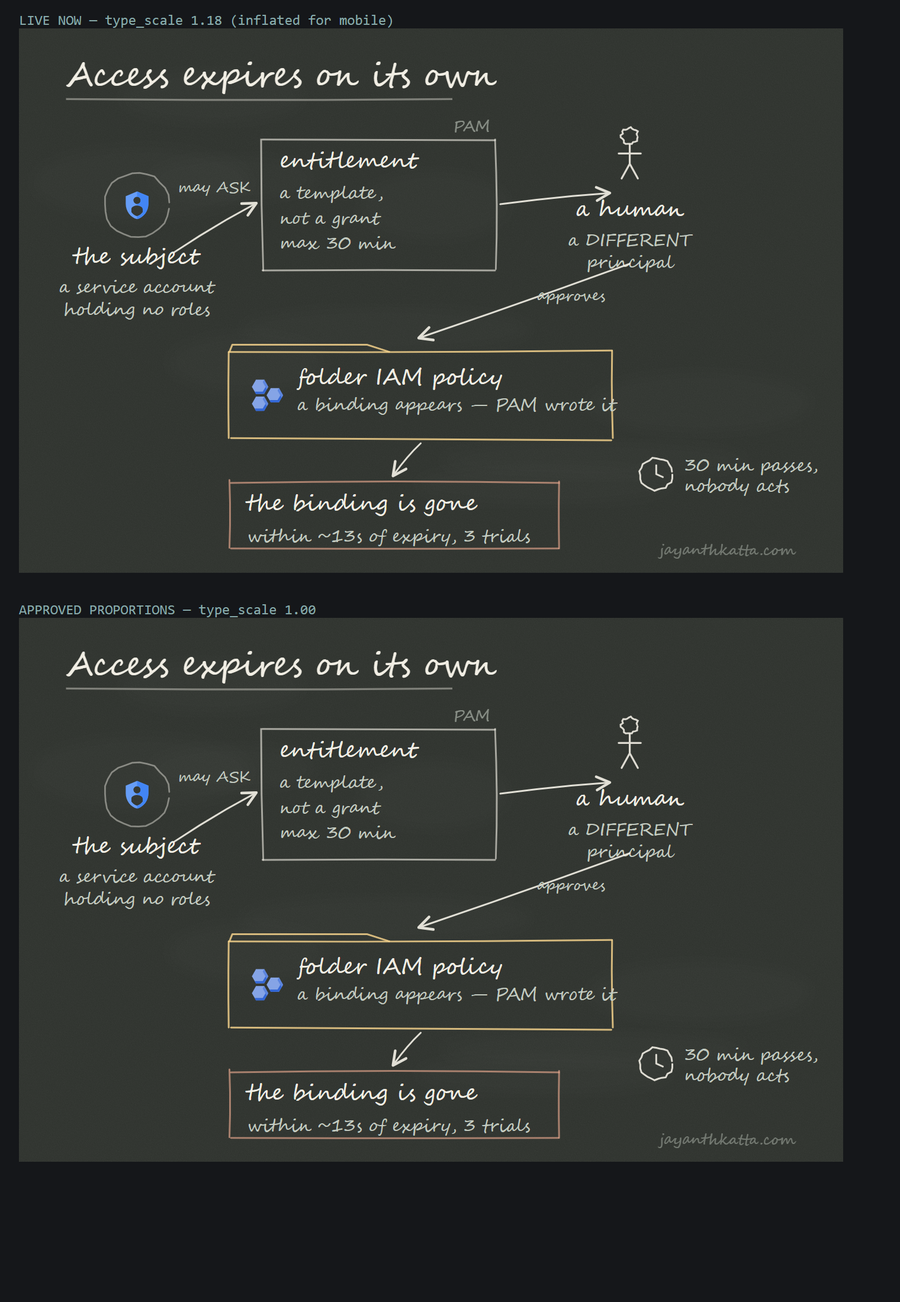 LIVE NOW — type_scale 1.18 (inflated for mobile)
Access expires on its own
PAM
entitlement
a template,
not a grant
max 30 min
may ASK
the subject
a service account
holding no roles
a human
a DIFFERENT
principal
approves
folder IAM policy
a binding appears — PAM wrote it
30 min passes,
nobody acts
the binding is gone
within ~13s of expiry, 3 trials
jayanthkatta.com
APPROVED PROPORTIONS — type_scale 1.00
Access expires on its own
PAM
entitlement
a template,
not a grant
max 30 min
may ASK
the subject
a service account
holding no roles
a human
a DIFFERENT
principal
approves
folder IAM policy
a binding appears — PAM wrote it
30 min passes,
nobody acts
the binding is gone
within ~13s of expiry, 3 trials
jayanthkatta.com